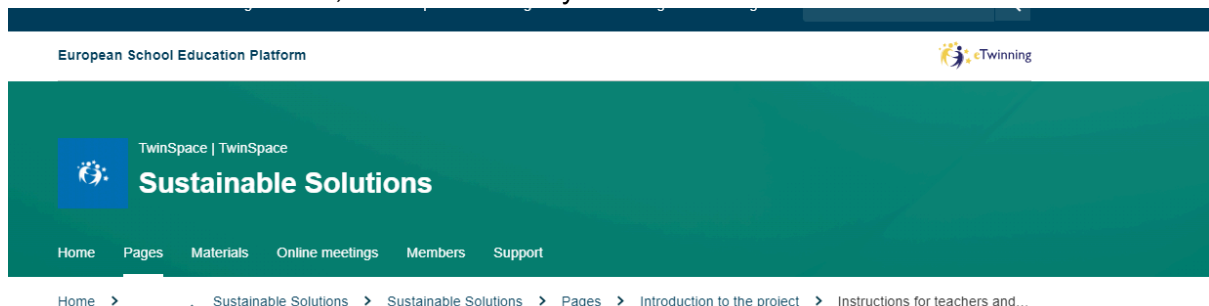 European School Education Platform
eTwinning
TwinSpace | TwinSpace
Sustainable Solutions
Home Pages Materials Online meetings Members Support
Home > . Sustainable Solutions > Sustainable Solutions > Pages > Introduction to the project > Instructions for teachers and...